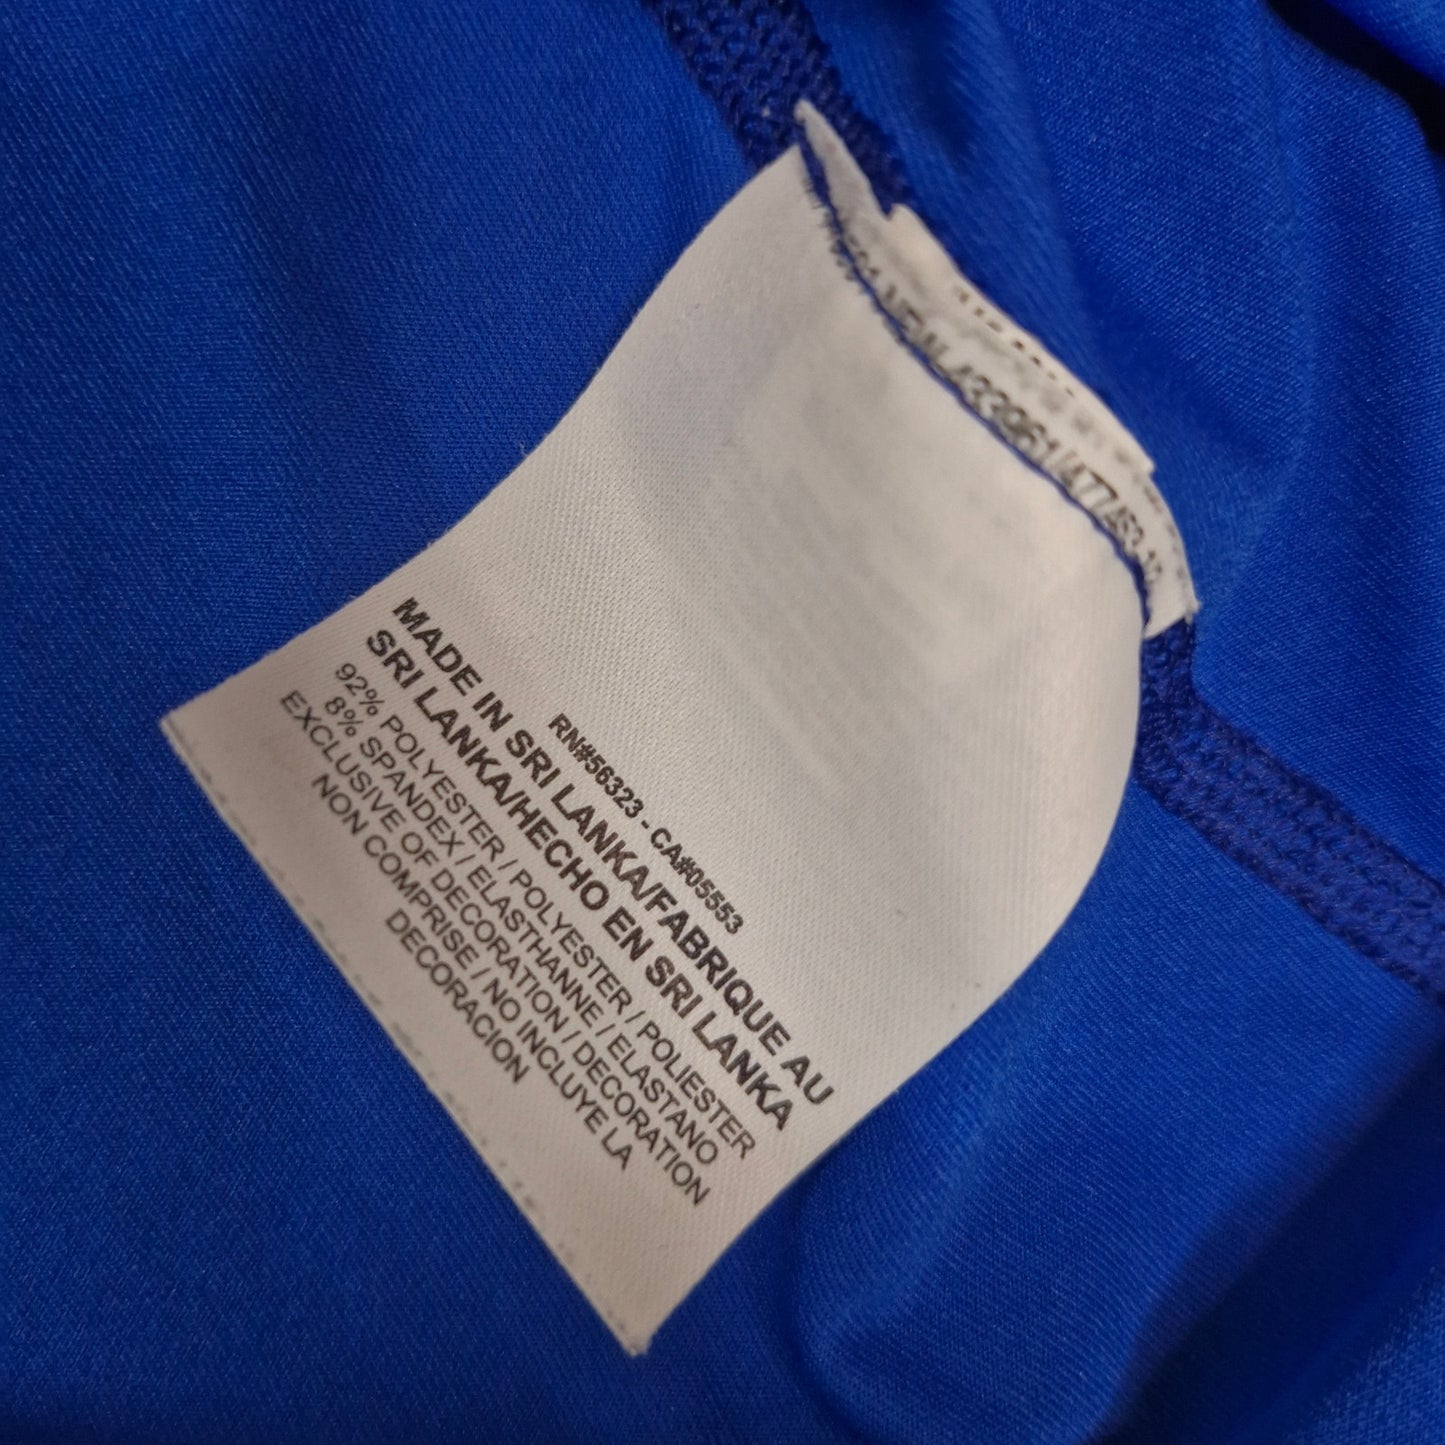 RN#56323 - CA#05553
MADE IN SRI LANKA/FABRIQUE AU
SRI LANKA/HECHO EN SRI LANKA
92% POLYESTER / POLYESTER / POLIESTER
8% SPANDEX / ELASTHANNE / ELASTANO
EXCLUSIVE OF DECORATION / DECORATION
NON COMPRISE / NO INCLUYE LA
DECORACION